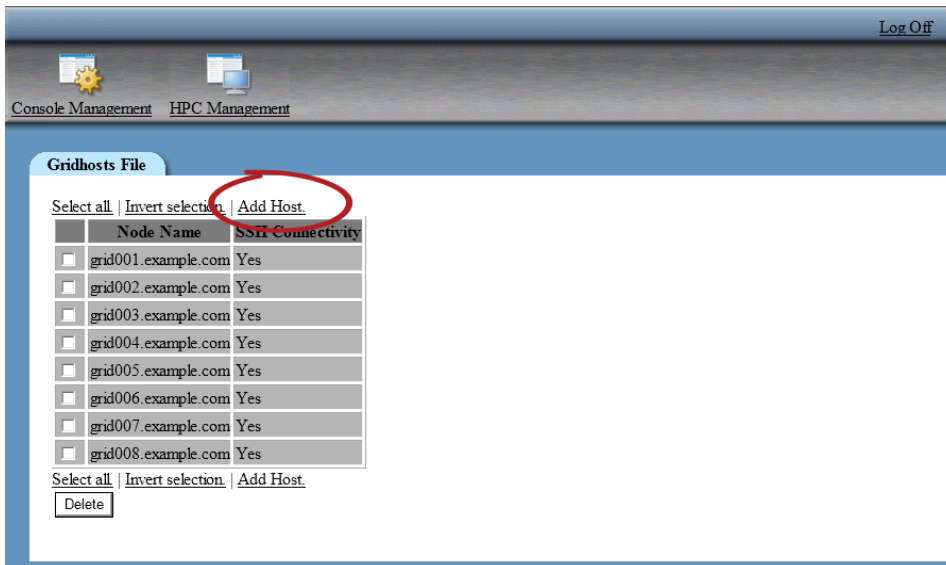 Log Off
Console Management HPC Management
Gridhosts File
Select all. | Invert selection. | Add Host.
Node Name SSH Connectivity
grid001.example.com Yes
grid002.example.com Yes
grid003.example.com Yes
grid004.example.com Yes
grid005.example.com Yes
grid006.example.com Yes
grid007.example.com Yes
grid008.example.com Yes
Select all. | Invert selection. | Add Host.
Delete